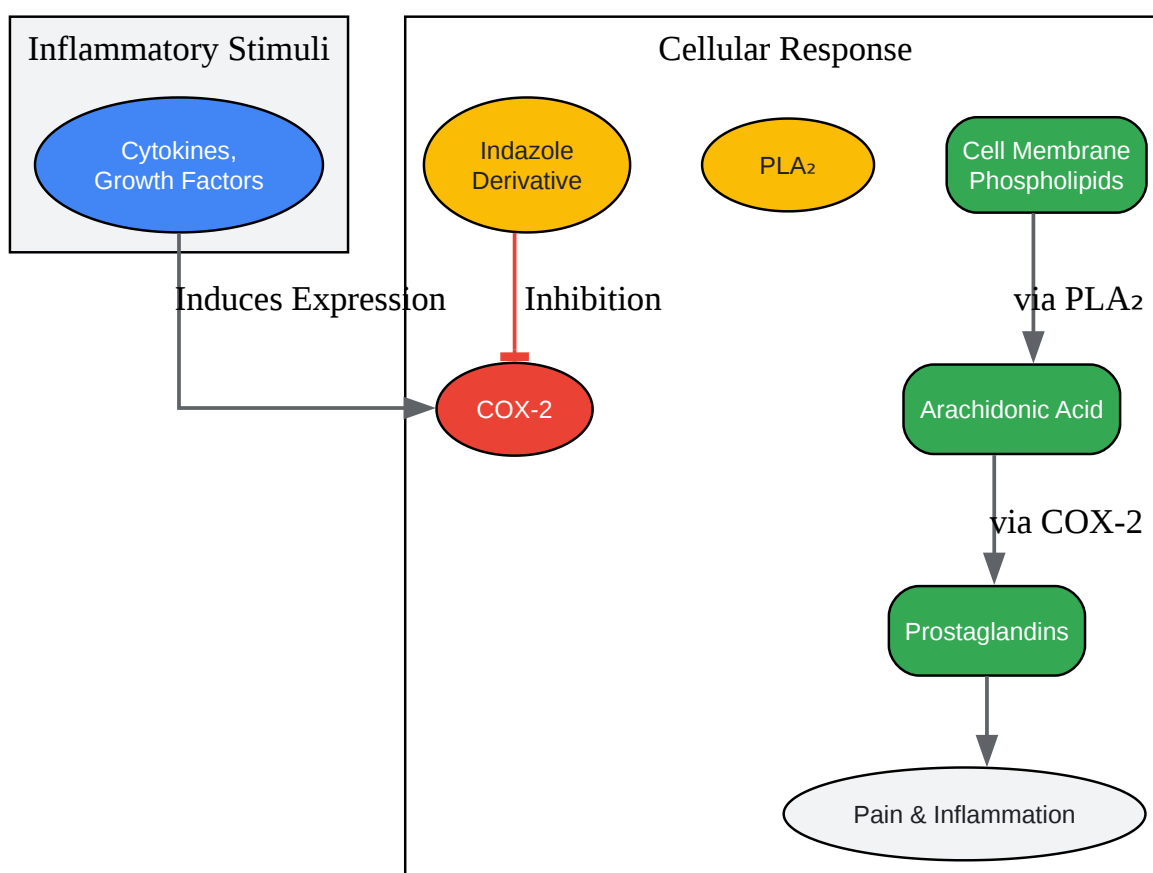 Inflammatory Stimuli
Cellular Response
Cytokines,
Growth Factors
Indazole
Derivative
PLA₂
Cell Membrane
Phospholipids
Induces Expression
Inhibition
via PLA₂
COX-2
Arachidonic Acid
via COX-2
Prostaglandins
Pain & Inflammation